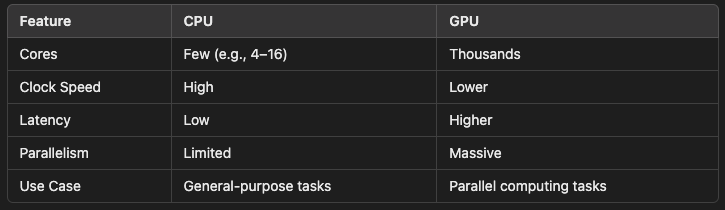 Feature CPU GPU
Cores Few (e.g., 4–16) Thousands
Clock Speed High Lower
Latency Low Higher
Parallelism Limited Massive
Use Case General-purpose tasks Parallel computing tasks